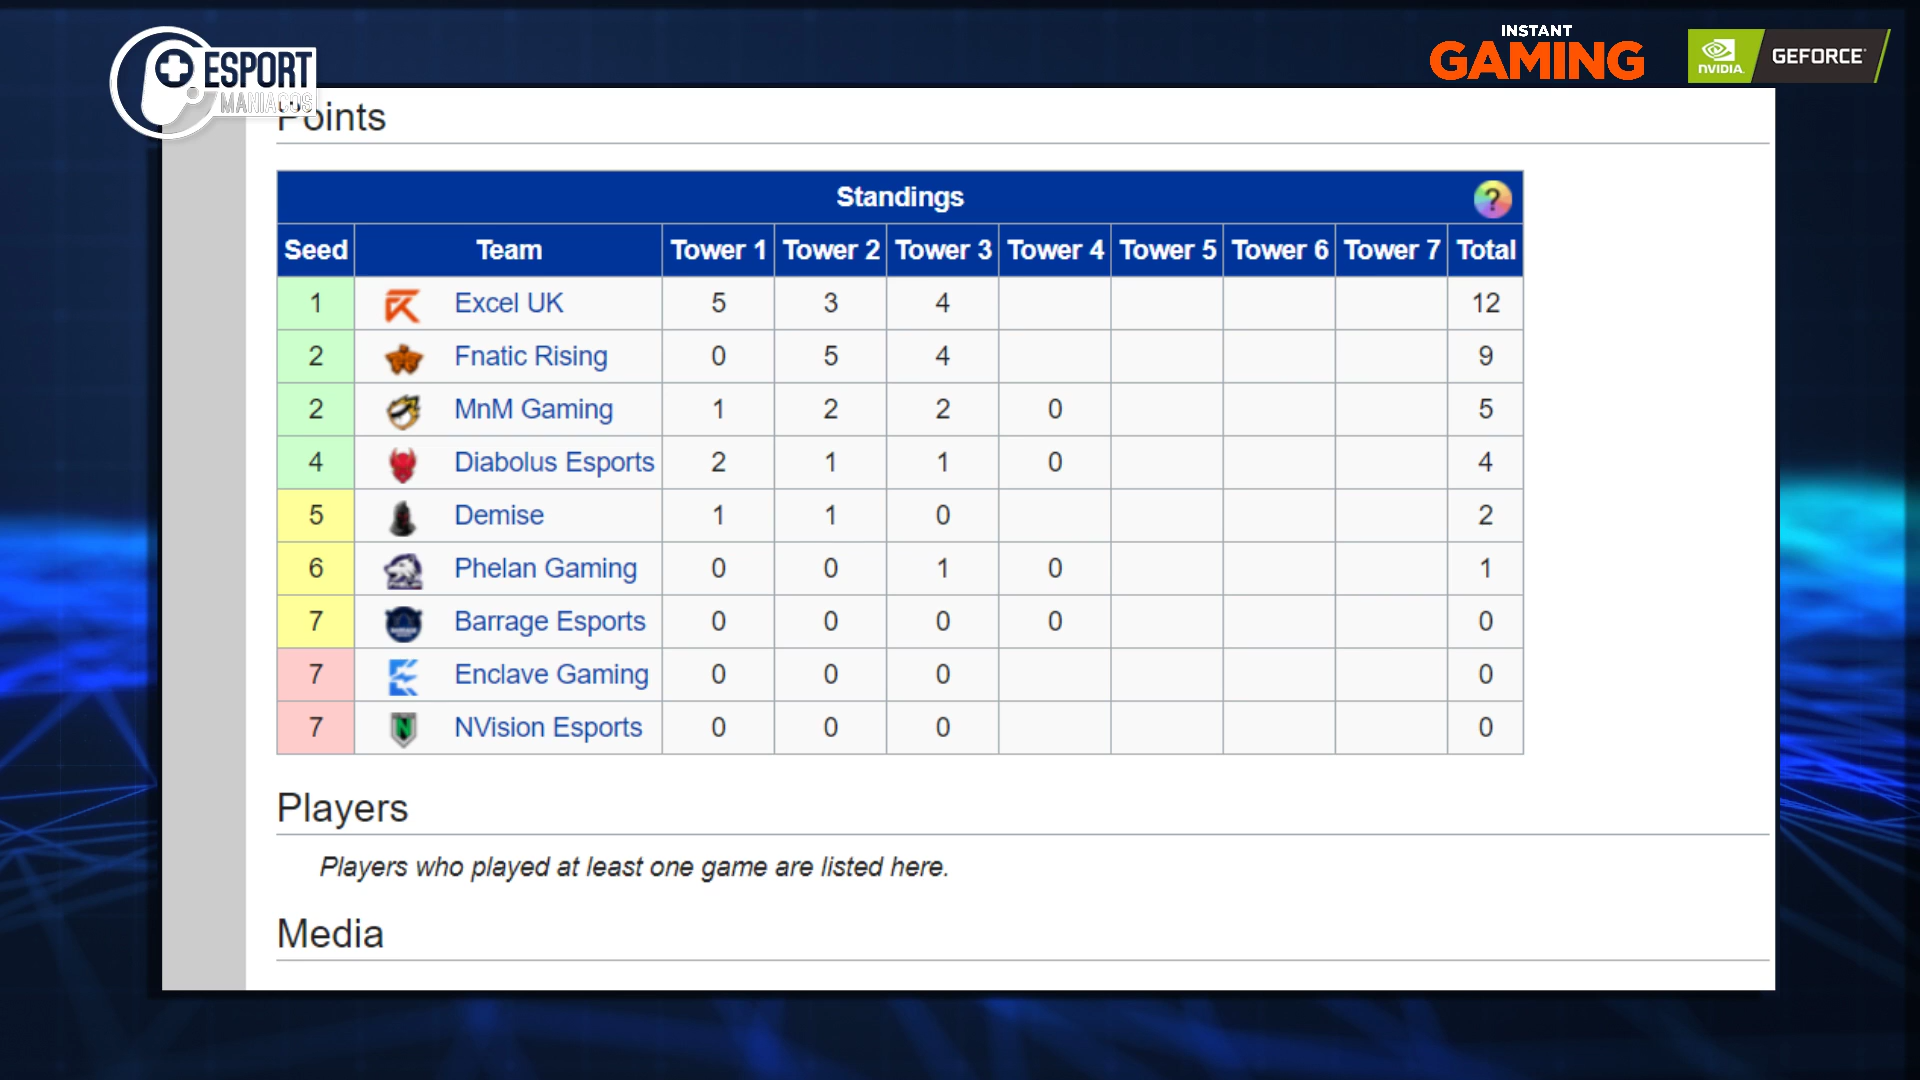 ESPORT
MANIACOS
INSTANT
GAMING
NVIDIA.
GEFORCE
Points
Standings ?
Seed Team Tower 1 Tower 2 Tower 3 Tower 4 Tower 5 Tower 6 Tower 7 Total
1 Excel UK 5 3 4 12
2 Fnatic Rising 0 5 4 9
2 MnM Gaming 1 2 2 0 5
4 Diabolus Esports 2 1 1 0 4
5 Demise 1 1 0 2
6 Phelan Gaming 0 0 1 0 1
7 Barrage Esports 0 0 0 0 0
7 Enclave Gaming 0 0 0 0
7 NVision Esports 0 0 0 0
Players
Players who played at least one game are listed here.
Media